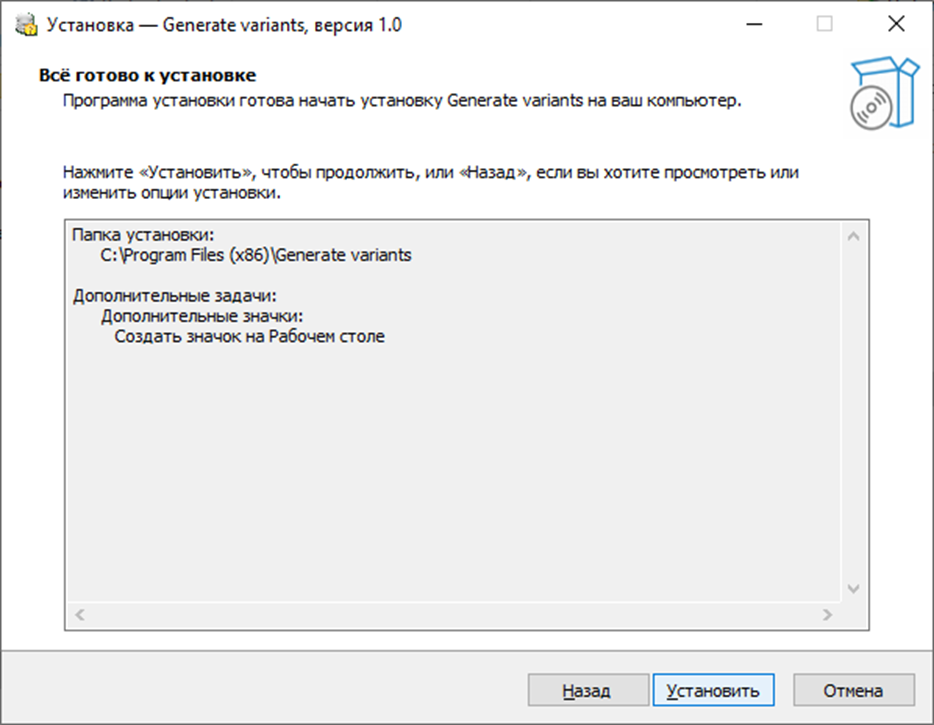 Установка — Generate variants, версия 1.0
Всё готово к установке
Программа установки готова начать установку Generate variants на ваш компьютер.
Нажмите «Установить», чтобы продолжить, или «Назад», если вы хотите просмотреть или
изменить опции установки.
Папка установки:
C:\Program Files (x86)\Generate variants
Дополнительные задачи:
Дополнительные значки:
Создать значок на Рабочем столе
Назад
Установить
Отмена